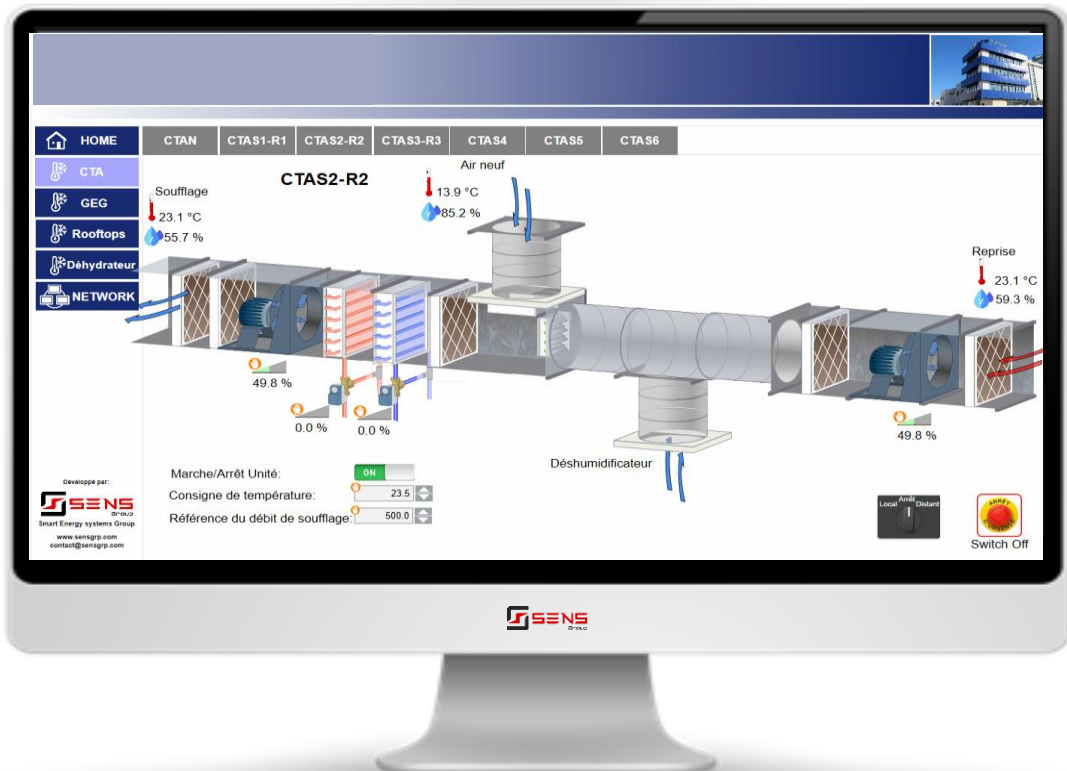 HOME
CTA
GEG
Rooftops
Déhydrateur
NETWORK
CTAN
CTAS1-R1
CTAS2-R2
CTAS3-R3
CTAS4
CTAS5
CTAS6
CTAS2-R2
Soufflage
23.1 °C
55.7 %
Air neuf
13.9 °C
85.2 %
Reprise
23.1 °C
59.3 %
49.8 %
0.0 %
0.0 %
49.8 %
Déshumidificateur
Marche/Arrêt Unité:
ON
Consigne de température:
23.5
Référence du débit de soufflage:
500.0
Arrêt
Local
Distant
ARRÊT
D'URGENCE
Switch Off
Développé par:
SENS
Group
Smart Energy systems Group
www.sensgrp.com
contact@sensgrp.com
SENS
Group